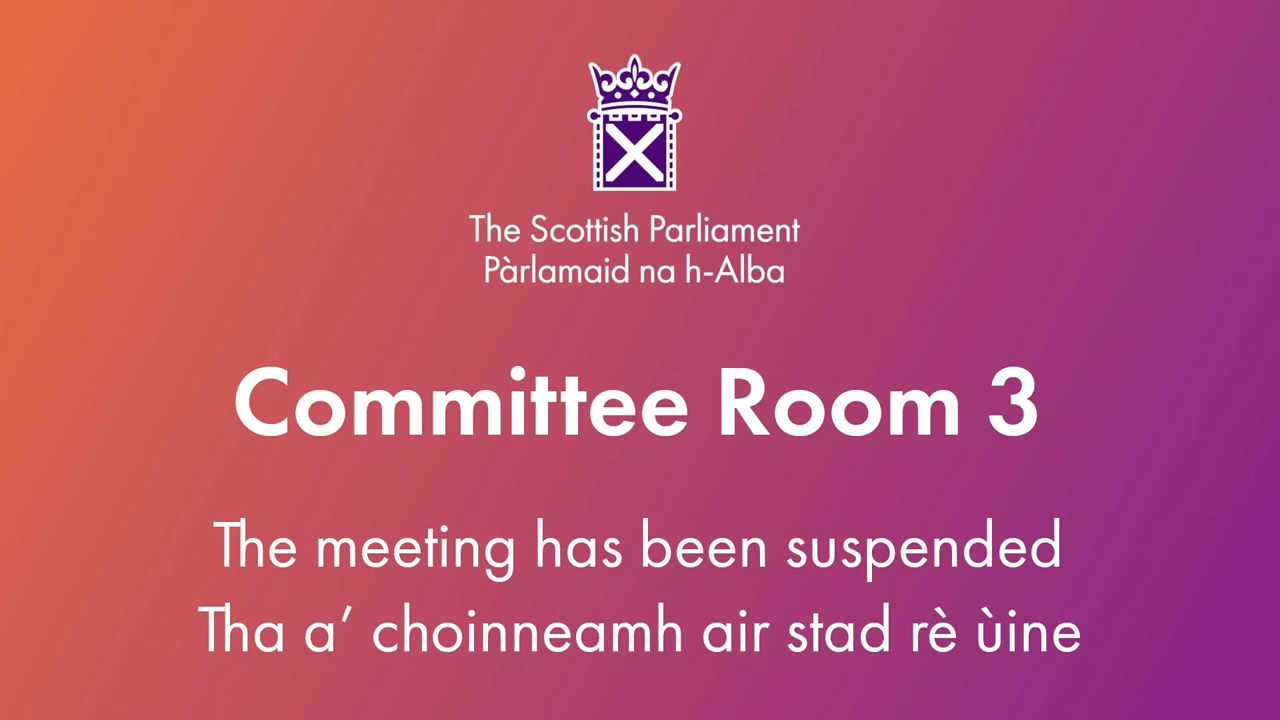 The Scottish Parliament
Pàrlamaid na h-Alba
Committee Room 3
The meeting has been suspended
Tha a’ choinneamh air stad rè ùine